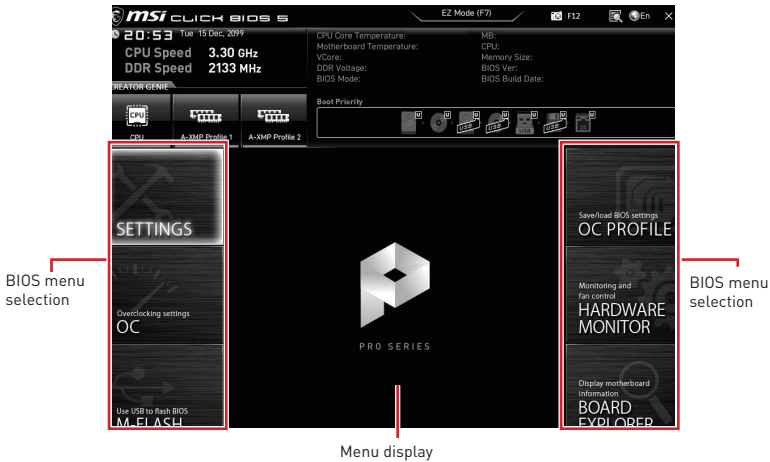 msi CLICK BIOS 5
EZ Mode (F7)
F12
En
20:53 Tue 15 Dec, 2099
CPU Speed 3.30 GHz
DDR Speed 2133 MHz
CREATOR GENIE
CPU
CPU
A-XMP Profile 1
A-XMP Profile 2
CPU Core Temperature:
Motherboard Temperature:
VCore:
DDR Voltage:
BIOS Mode:
MB:
CPU:
Memory Size:
BIOS Ver:
BIOS Build Date:
Boot Priority
U U U U U U U
USB USB USB USB
SETTINGS
Overclocking settings
OC
Use USB to flash BIOS
M-FLASH
PRO SERIES
Save/load BIOS settings
OC PROFILE
Monitoring and
fan control
HARDWARE
MONITOR
Display motherboard
information
BOARD
EXPLORER
BIOS menu
selection
BIOS menu
selection
Menu display